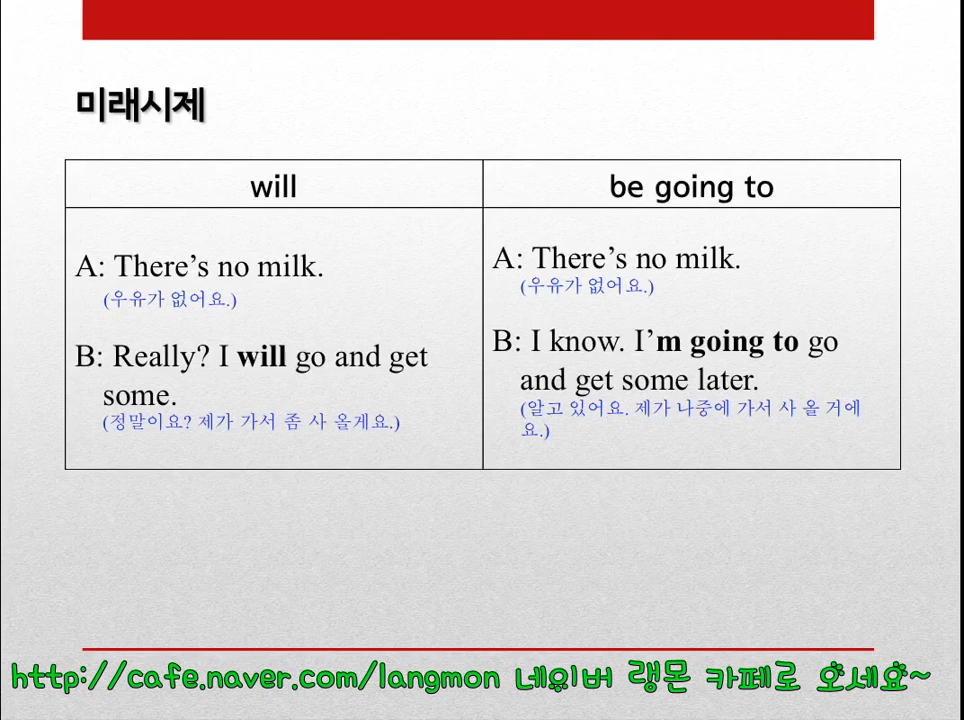 미래시제
will
be going to
A: There's no milk.
(우유가 없어요.)
B: Really? I will go and get
some.
(정말이요? 제가 가서 좀 사 올게요.)
A: There's no milk.
(우유가 없어요.)
B: I know. I'm going to go
and get some later.
(알고 있어요. 제가 나중에 가서 사 올 거에
요.)
http://cafe.naver.com/langmon 네이버 랭몬 카페로 오세요~